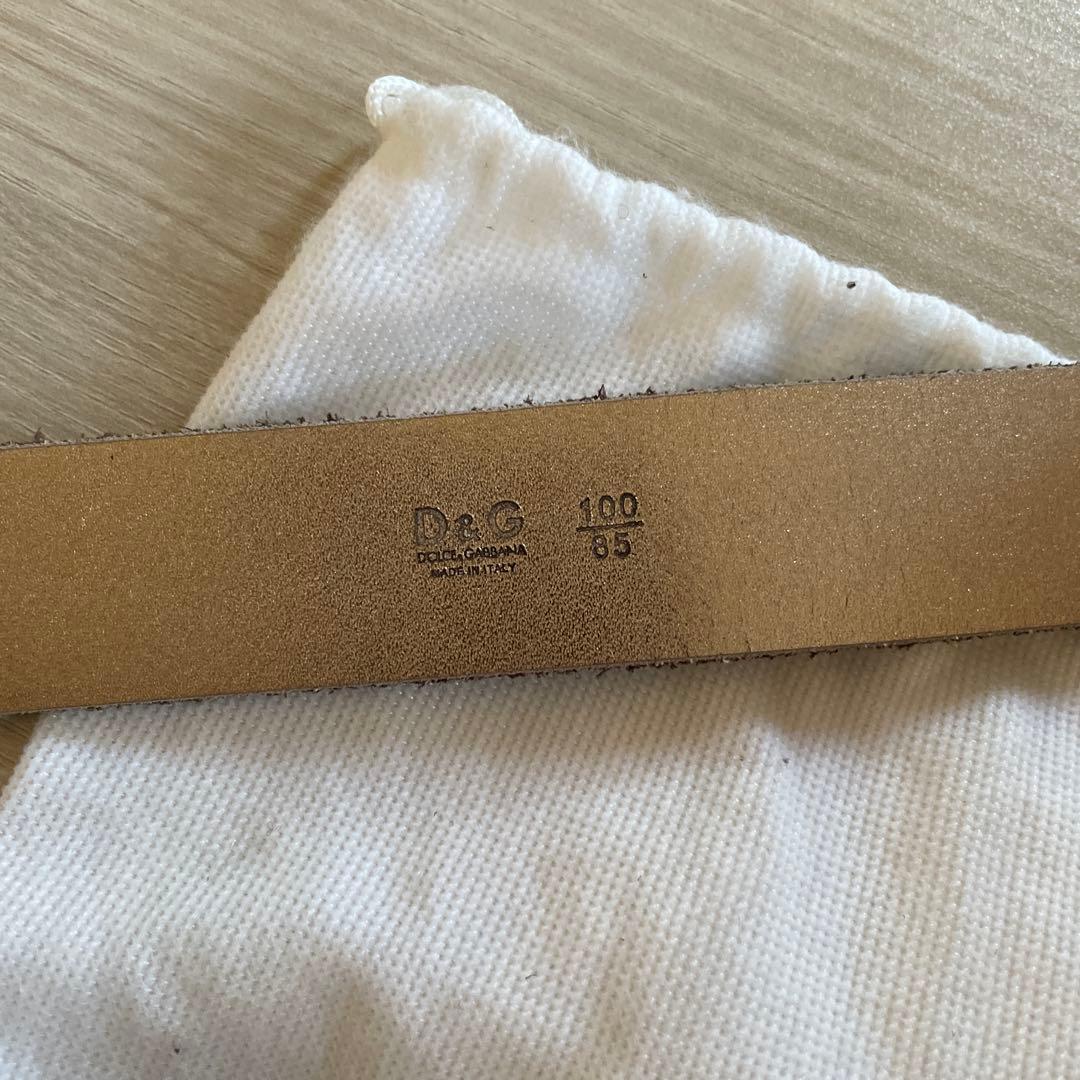 D&G
DOLCE & GABBANA
MADE IN ITALY
100
85